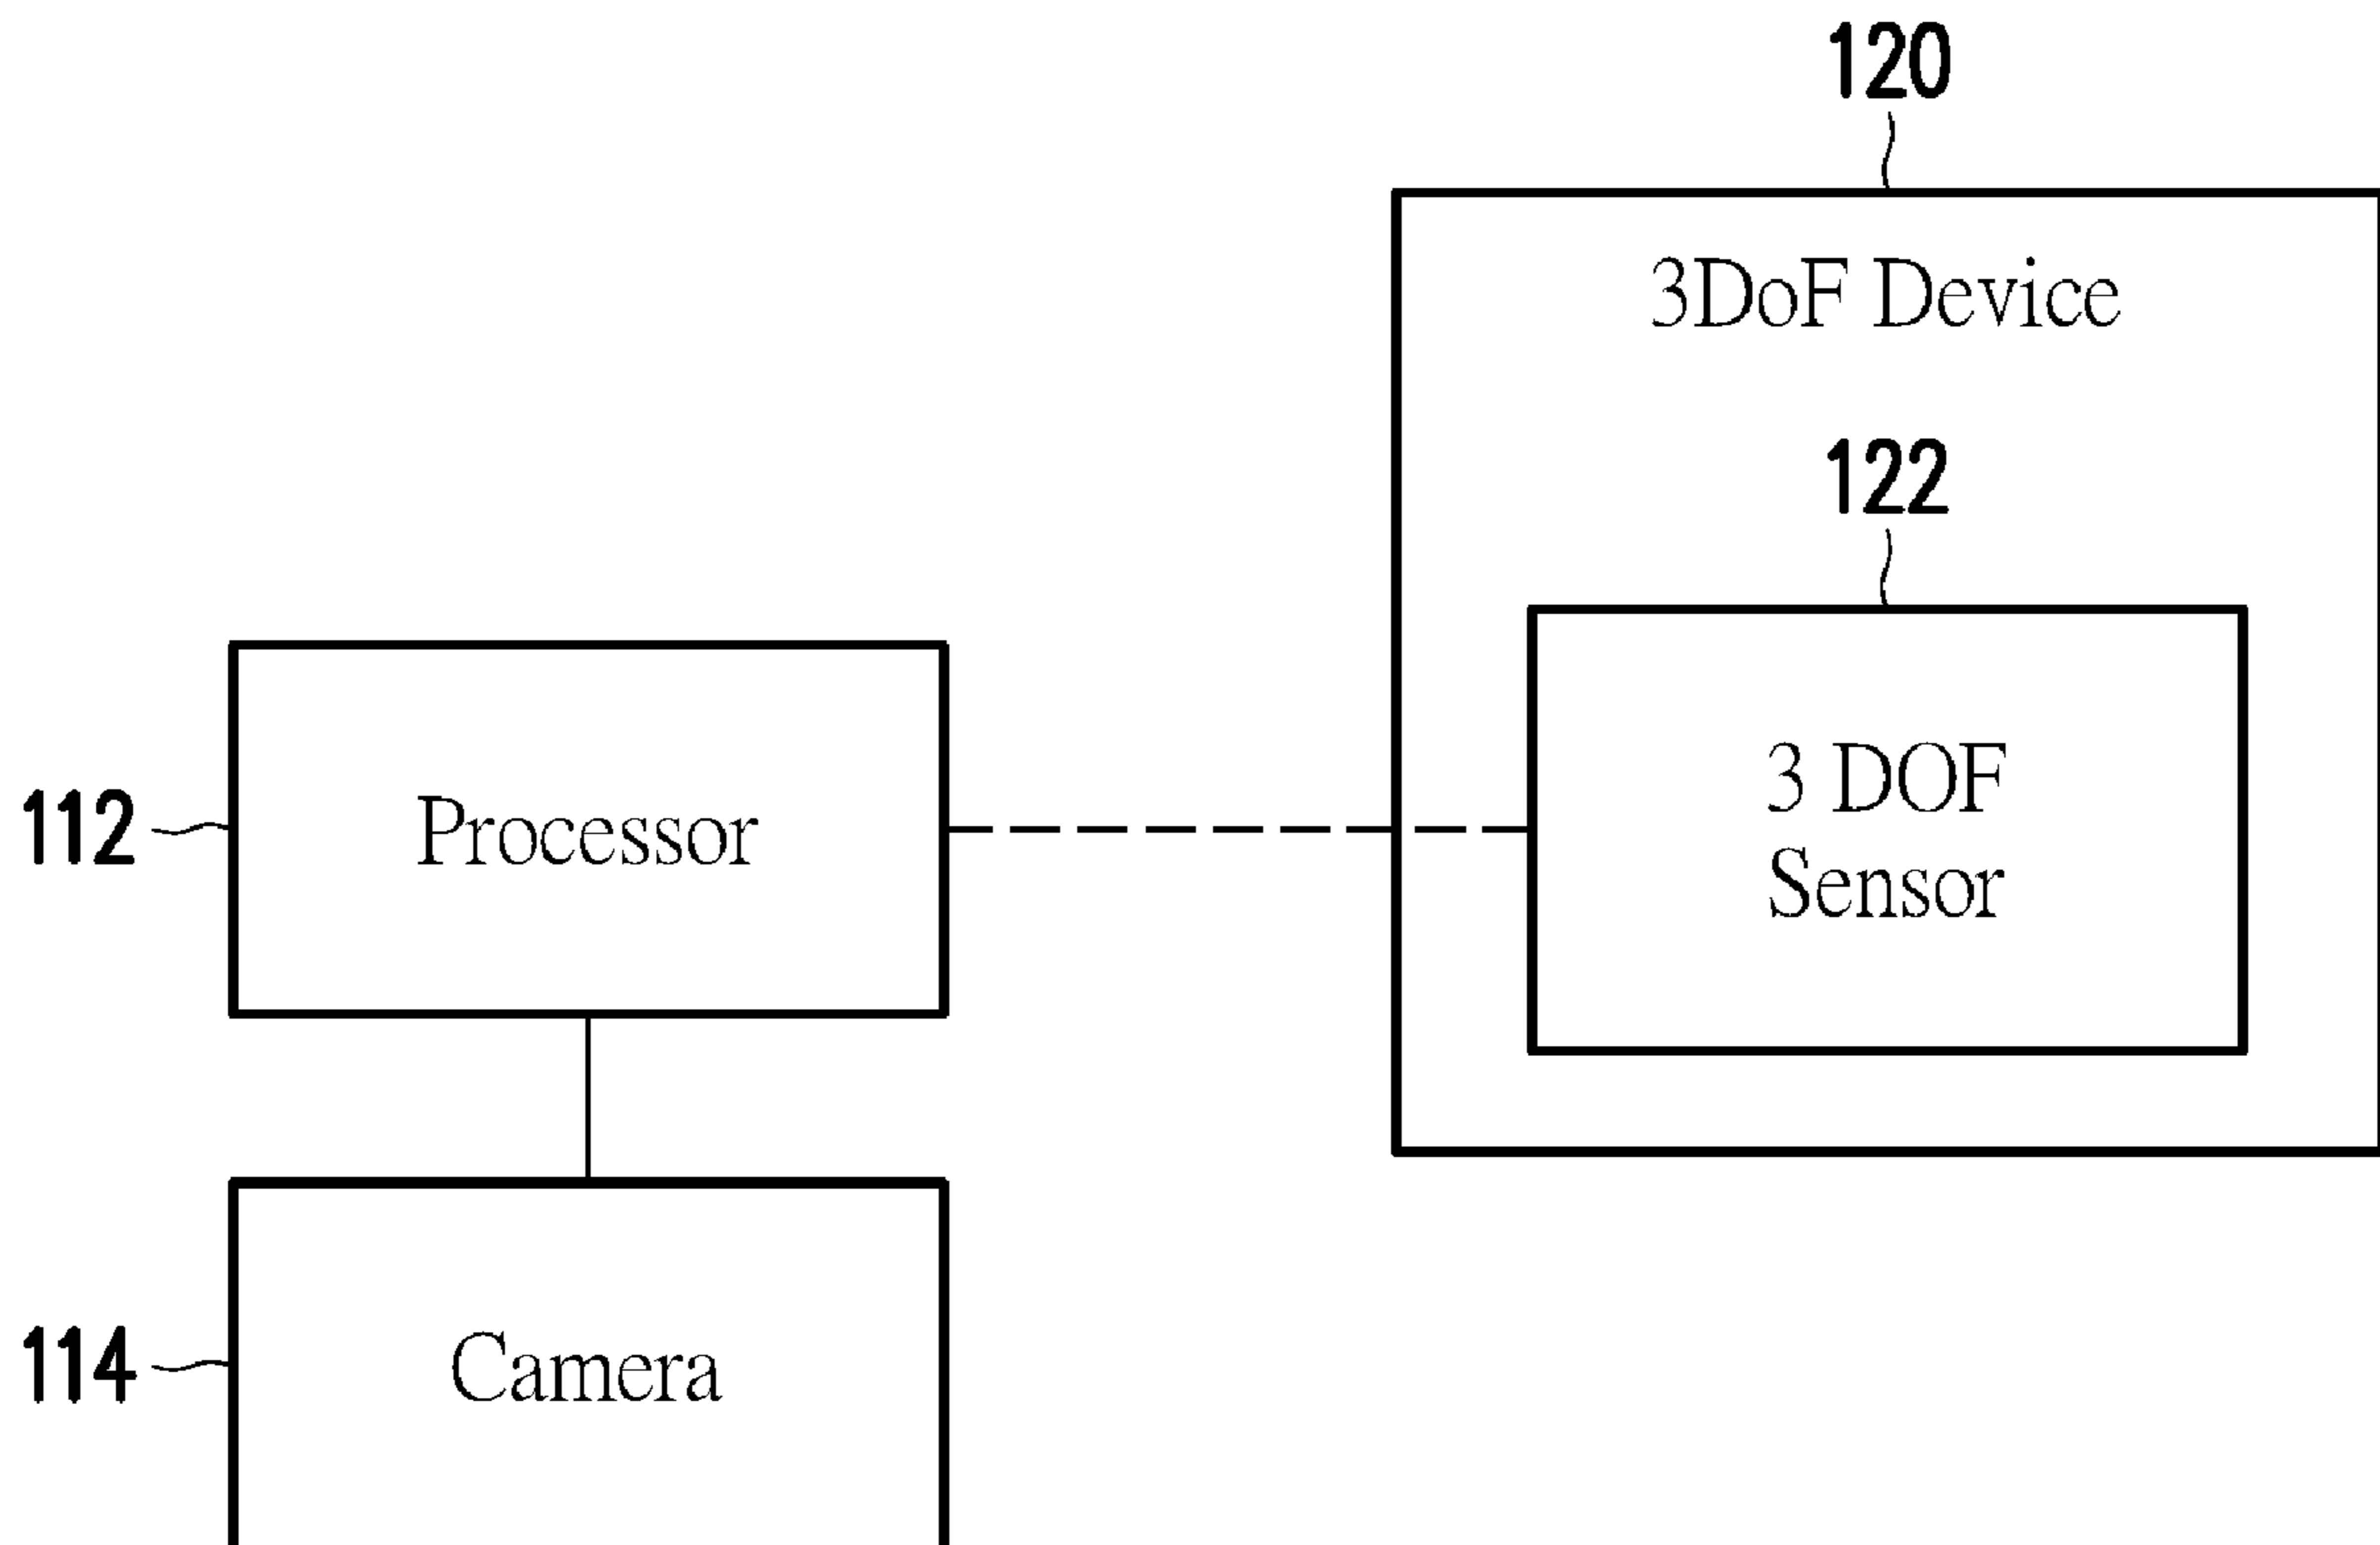 120
3DoF Device
122
3 DOF
Sensor
112
Processor
114
Camera